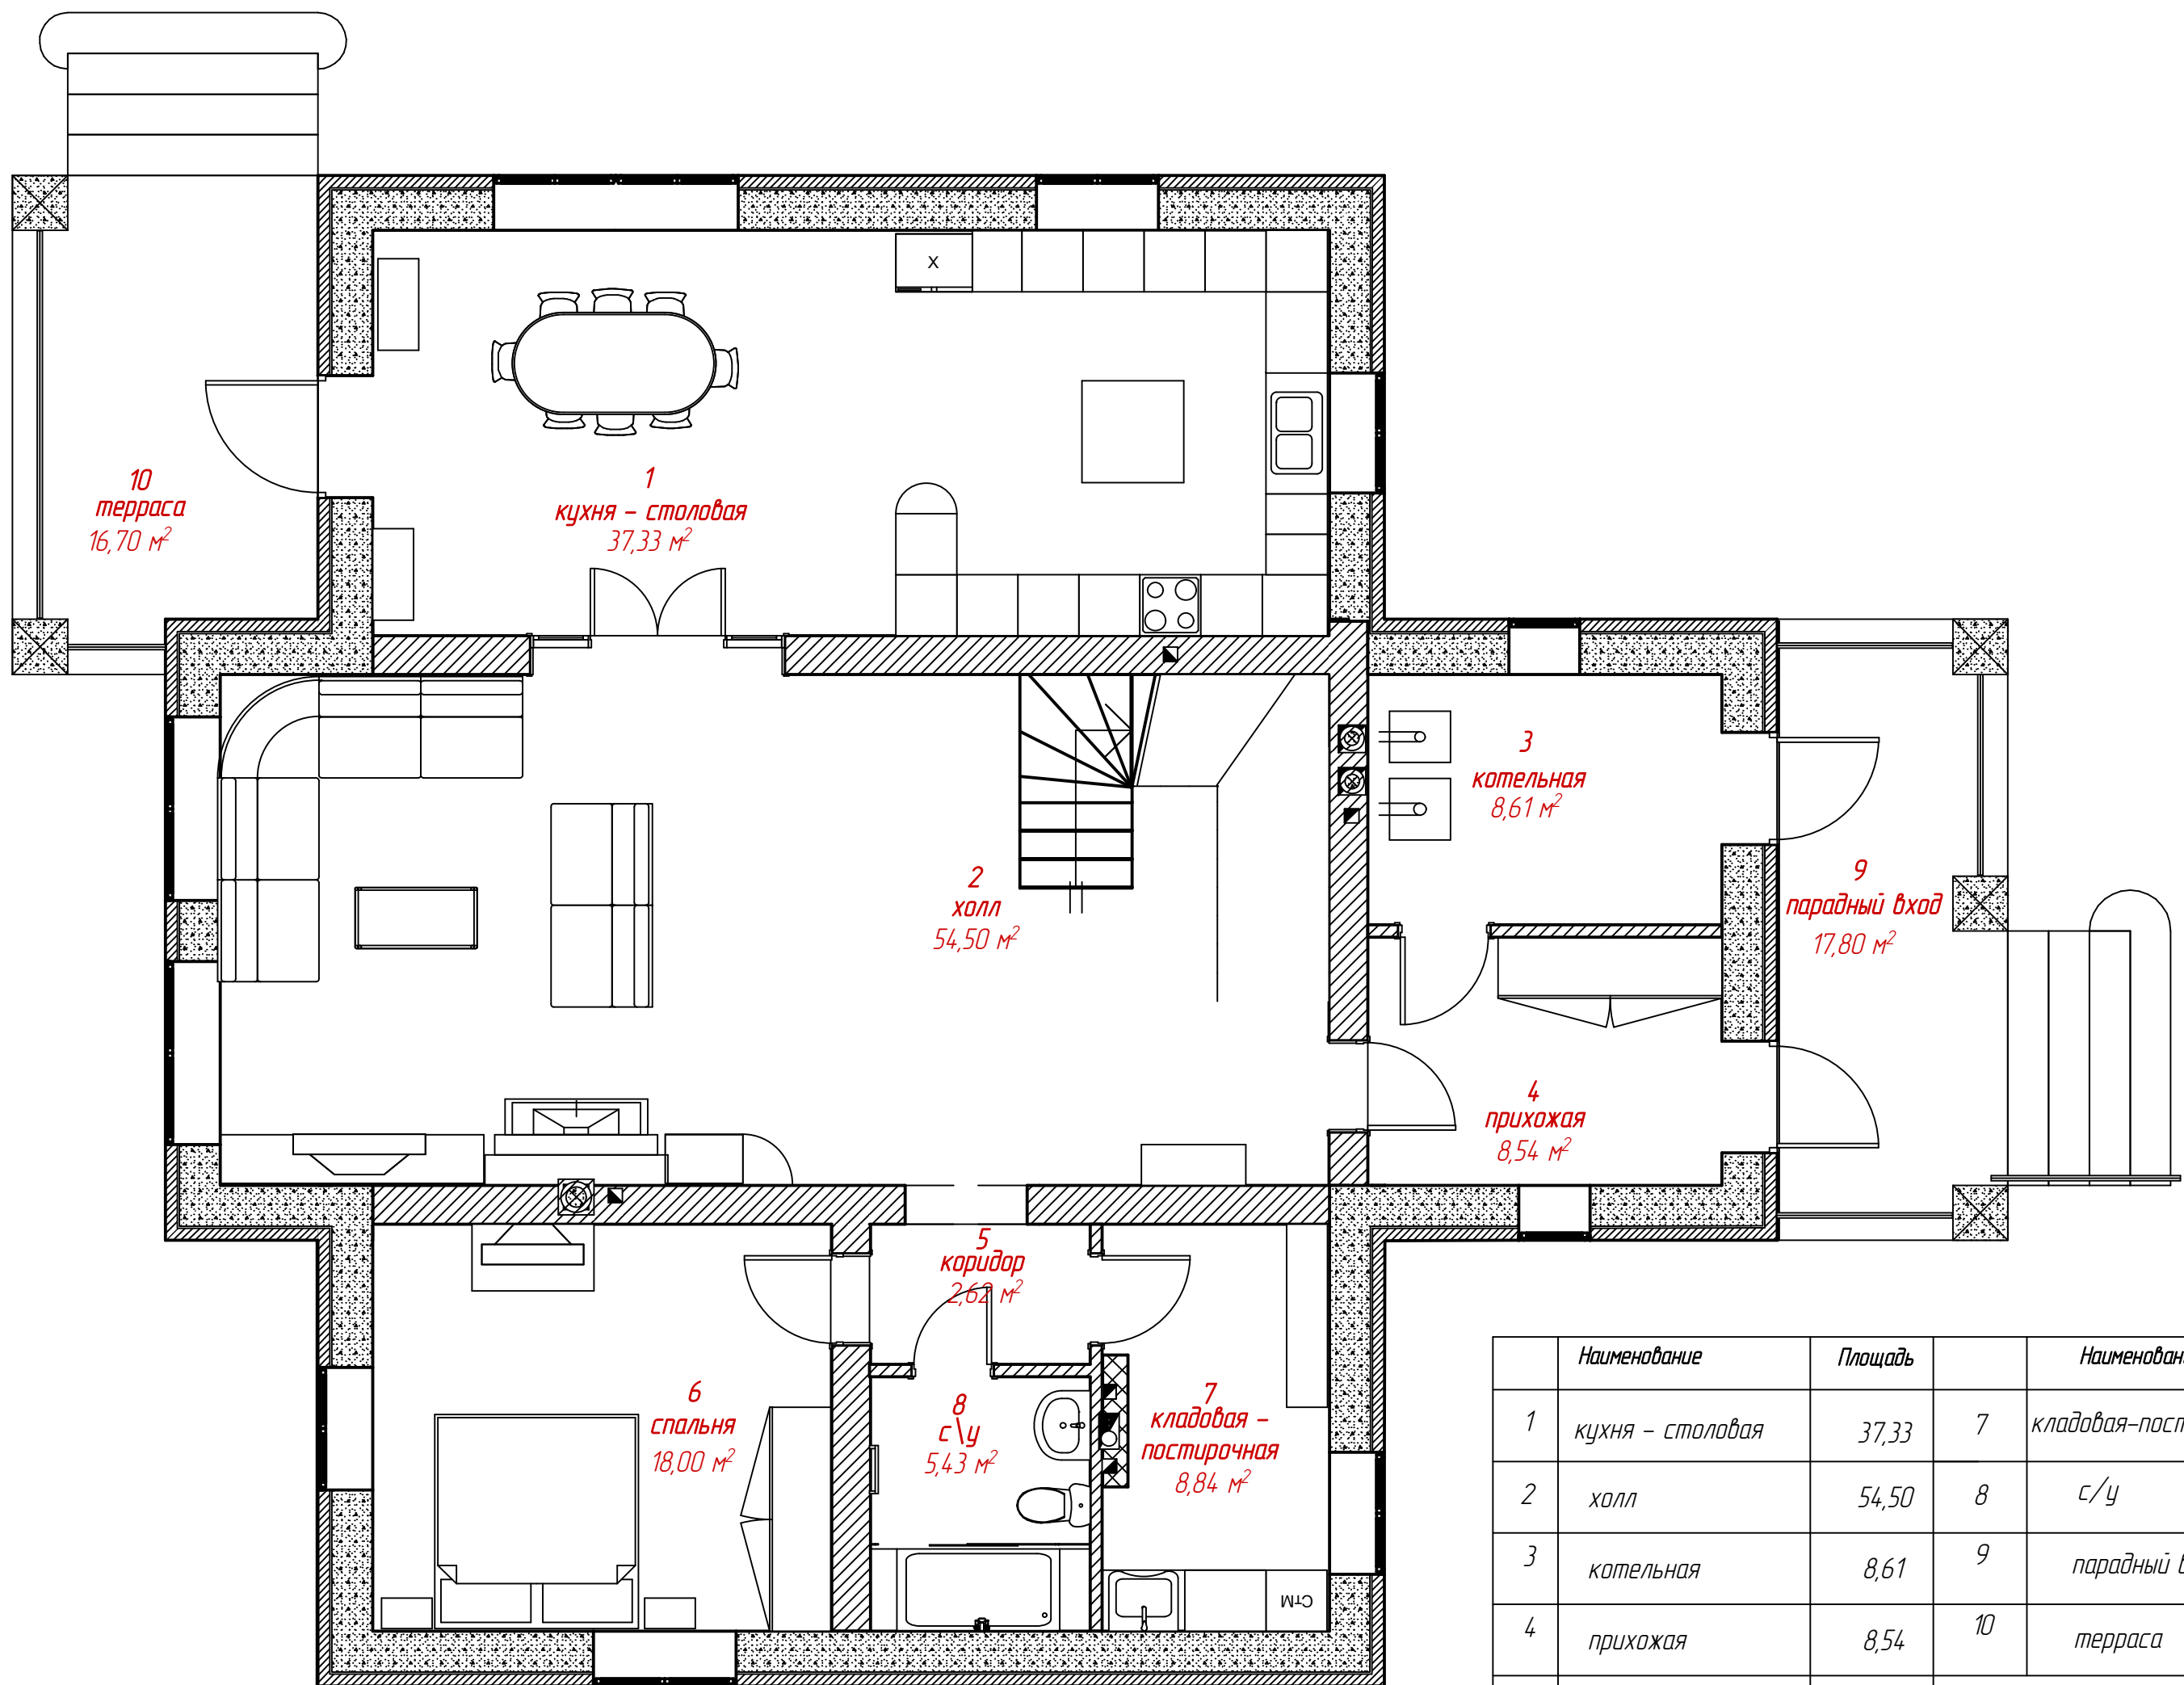 X
10
терраса
16,70 м²
1
кухня – столовая
37,33 м²
3
котельная
8,61 м²
2
холл
54,50 м²
9
парадный вход
17,80 м²
4
прихожая
8,54 м²
5
коридор
2,62 м²
6
спальня
18,00 м²
8
с\у
5,43 м²
7
кладовая –
постирочная
8,84 м²
СтМ
Наименование Площадь
1 кухня – столовая 37,33 7
2 холл 54,50 8 с/у
3 котельная 8,61 9 парадный
4 прихожая 8,54 10 терраса